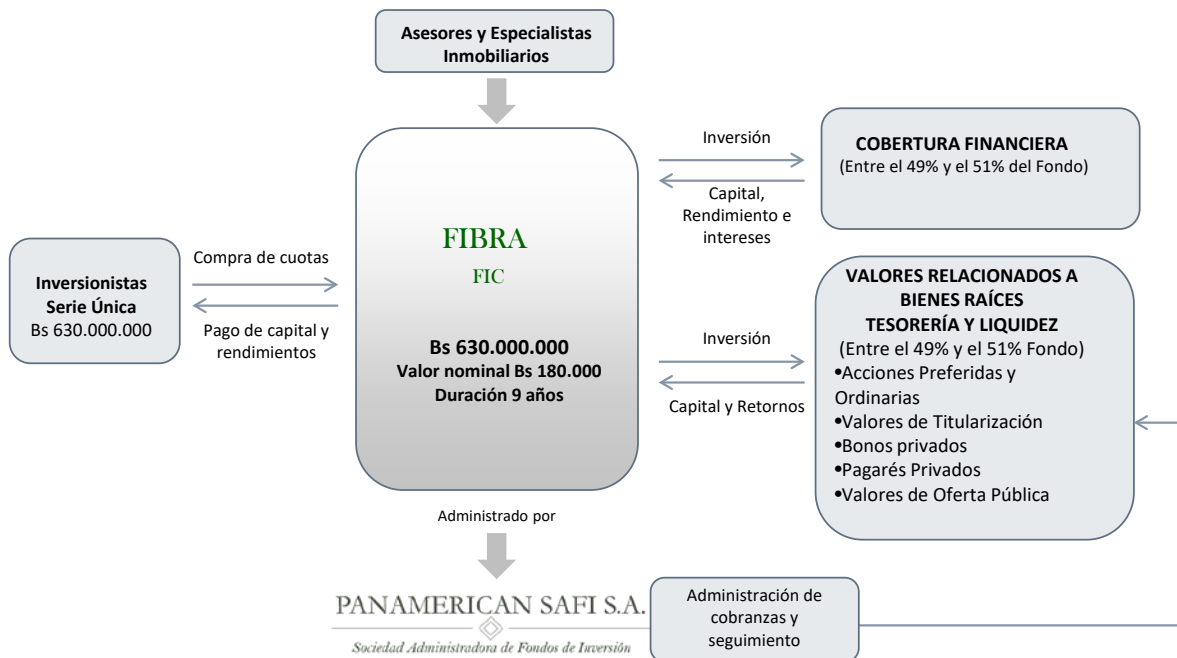 Asesores y Especialistas
Inmobiliarios
Inversionistas
Serie Única
Bs 630.000.000
Compra de cuotas
Pago de capital y
rendimientos
FIBRA
FIC
Bs 630.000.000
Valor nominal Bs 180.000
Duración 9 años
Inversión
Capital,
Rendimiento e
intereses
COBERTURA FINANCIERA
(Entre el 49% y el 51% del Fondo)
Inversión
Capital y Retornos
VALORES RELACIONADOS A
BIENES RAÍCES
TESORERÍA Y LIQUIDEZ
(Entre el 49% y el 51% Fondo)
•Acciones Preferidas y
Ordinarias
•Valores de Titularización
•Bonos privados
•Pagarés Privados
•Valores de Oferta Pública
Administrado por
PANAMERICAN SAFI S.A.
Sociedad Administradora de Fondos de Inversión
Administración de
cobranzas y
seguimiento